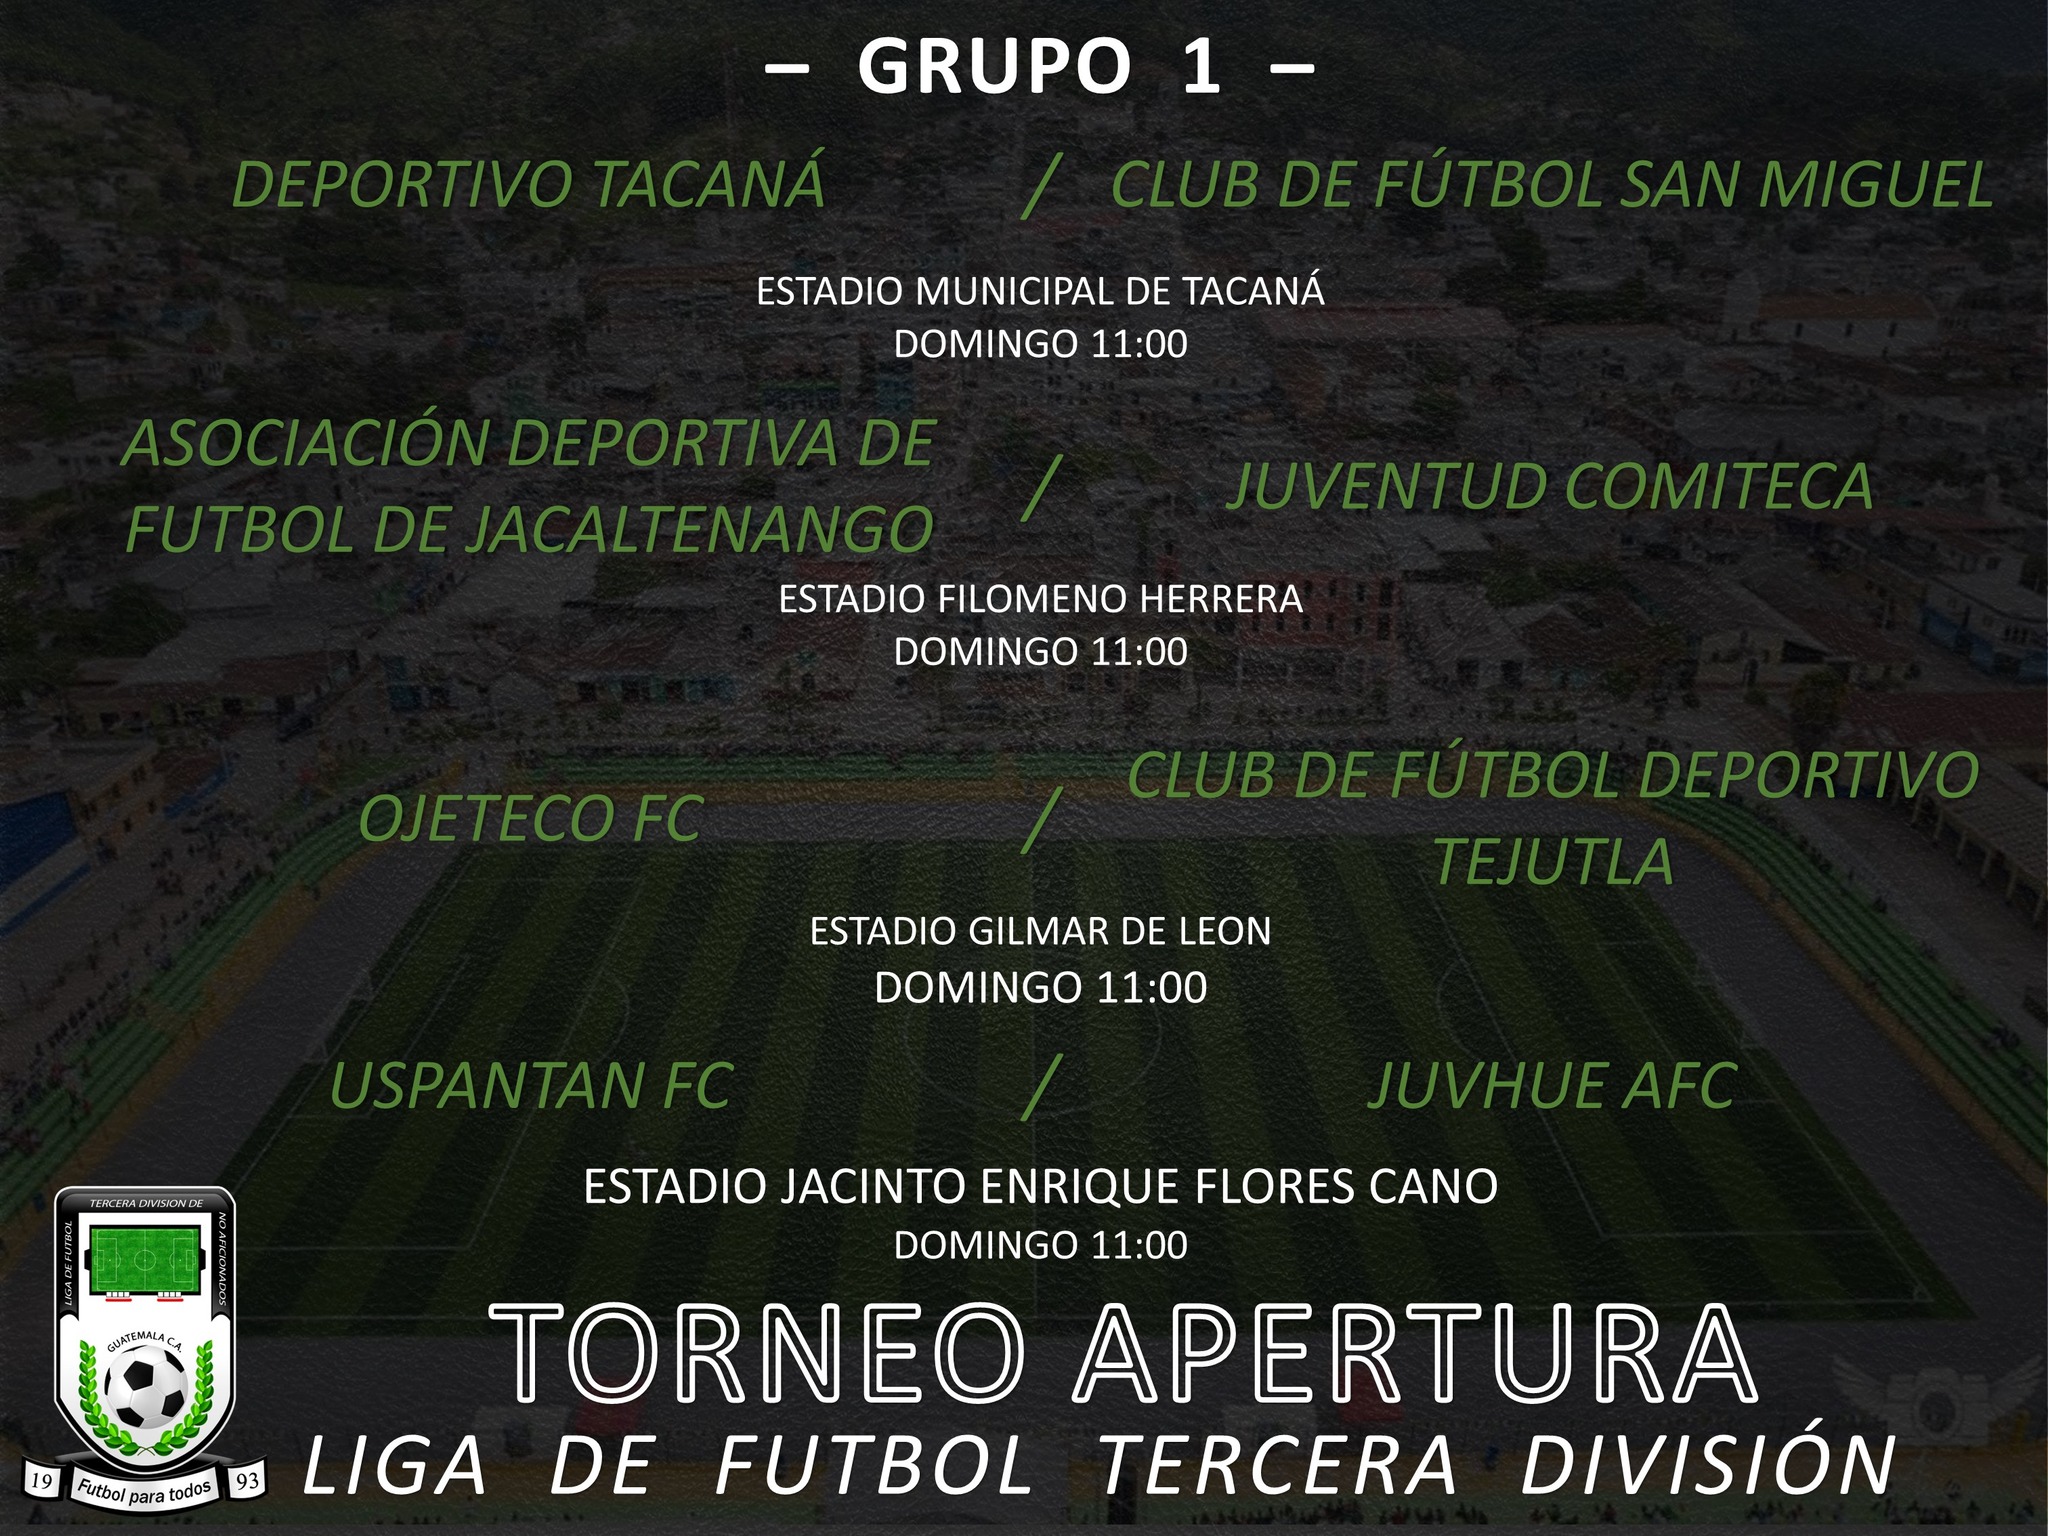 – GRUPO 1 –
DEPORTIVO TACANÁ / CLUB DE FÚTBOL SAN MIGUEL
ESTADIO MUNICIPAL DE TACANÁ
DOMINGO 11:00
ASOCIACIÓN DEPORTIVA DE
FUTBOL DE JACALTENANGO
/
JUVENTUD COMITECA
ESTADIO FILOMENO HERRERA
DOMINGO 11:00
OJETECO FC
/
CLUB DE FÚTBOL DEPORTIVO
TEJUTLA
ESTADIO GILMAR DE LEON
DOMINGO 11:00
USPANTAN FC / JUVHUE AFC
ESTADIO JACINTO ENRIQUE FLORES CANO
DOMINGO 11:00
LIGA DE FUTBOL
TERCERA DIVISION DE
NO AFICIONADOS
GUATEMALA C.A.
19 Futbol para todos 93
TORNEO APERTURA
LIGA DE FUTBOL TERCERA DIVISIÓN